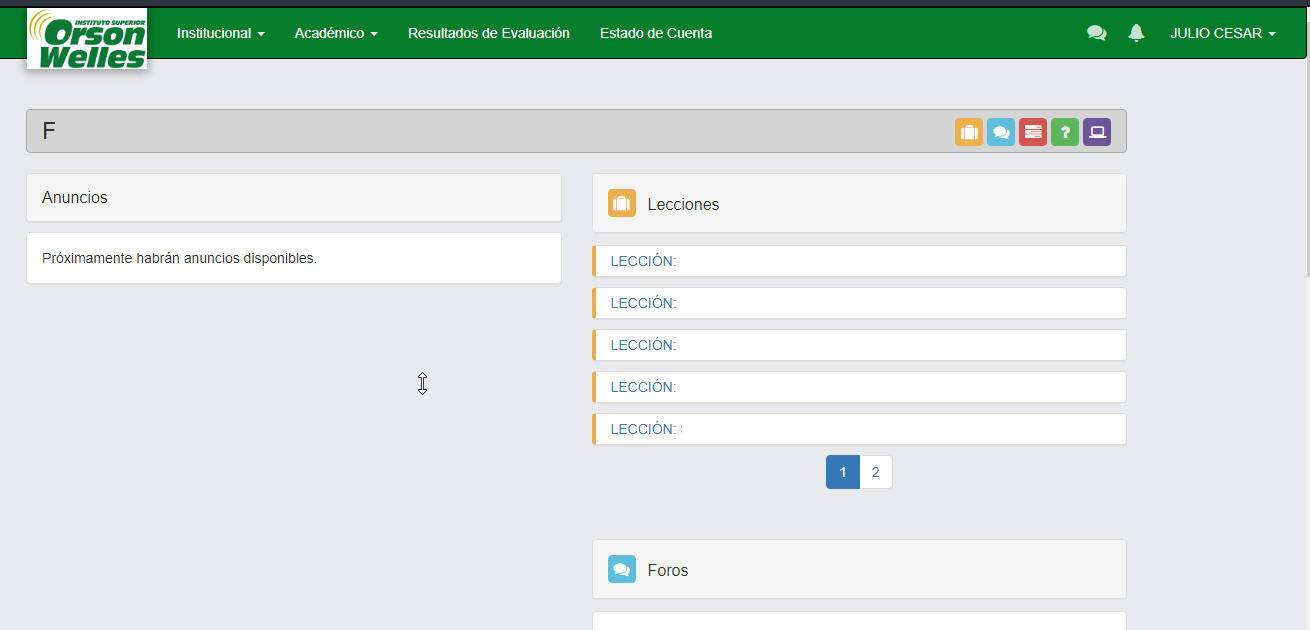 INSTITUTO SUPERIOR
Orson
Welles
Institucional
Académico
Resultados de Evaluación
Estado de Cuenta
JULIO CESAR
F
?
Anuncios
Lecciones
Próximamente habrán anuncios disponibles.
LECCIÓN:
LECCIÓN:
LECCIÓN:
LECCIÓN:
LECCIÓN:
1 2
Foros